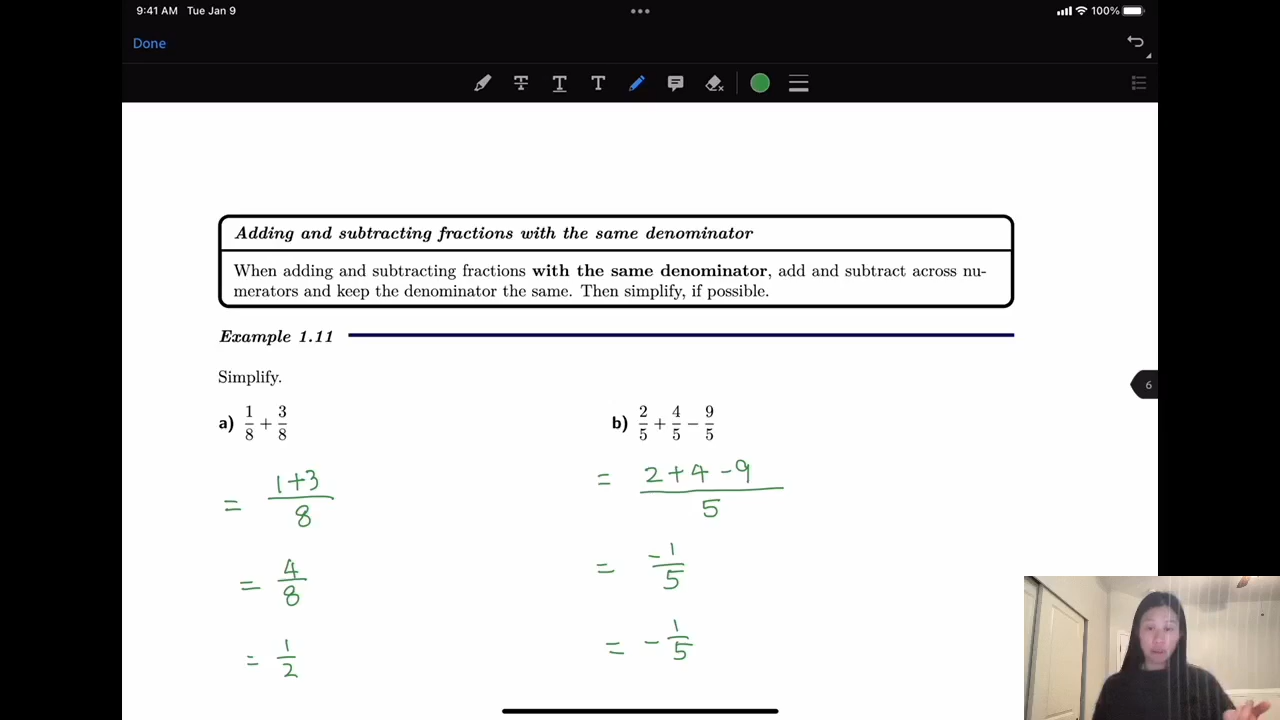 9:41 AM Tue Jan 9 100%
Done
T T T
Adding and subtracting fractions with the same denominator
When adding and subtracting fractions with the same denominator, add and subtract across nu-
merators and keep the denominator the same. Then simplify, if possible.
Example 1.11
6
Simplify.
a) 1/8 + 3/8
= (1+3)/8
= 4/8
= 1/2
b) 2/5 + 4/5 − 9/5
= (2+4-9)/5
= -1/5
= -1/5